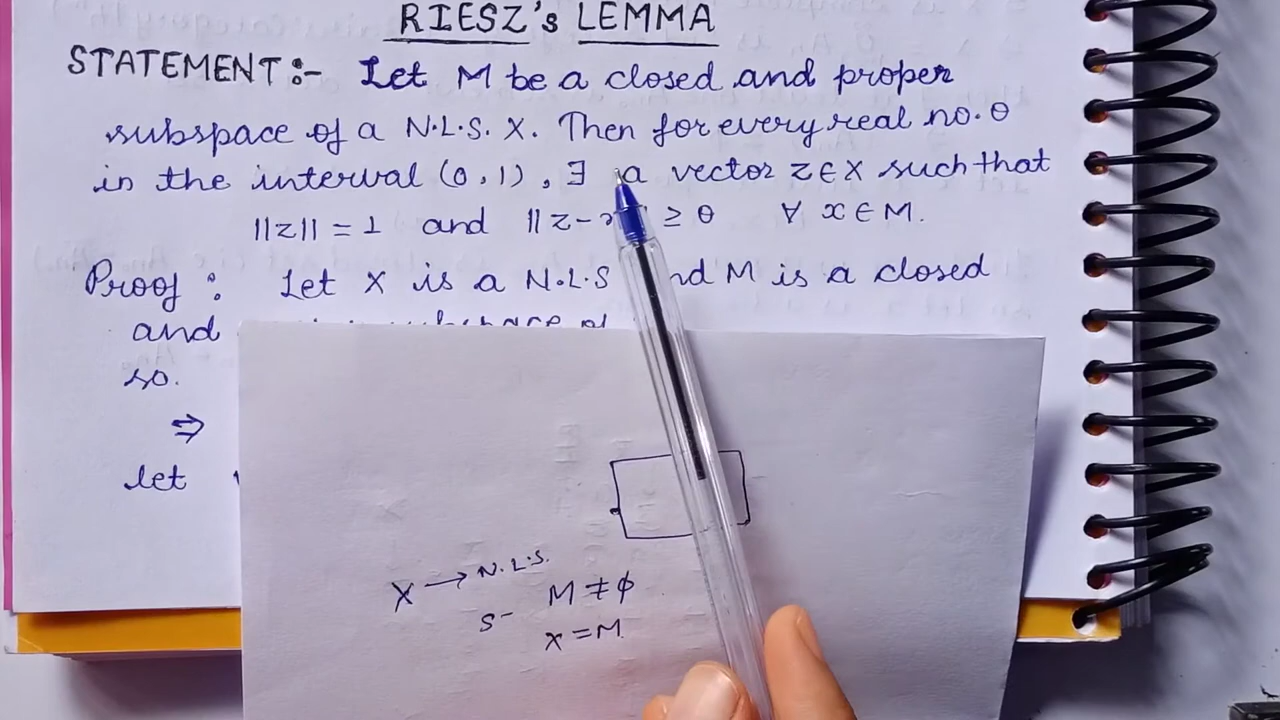 RIESZ's LEMMA
STATEMENT :- Let M be a closed and proper
subspace of a N.L.S. X. Then for every real no. θ
in the interval (0,1), ∃ a vector z ∈ X such that
||z|| = 1 and ||z- ≥ θ ∀ x ∈ M.
Proof : Let X is a N.L.S M is a closed
and
so.
⇒
let
X → N.L.S.
M ≠ φ
X = M